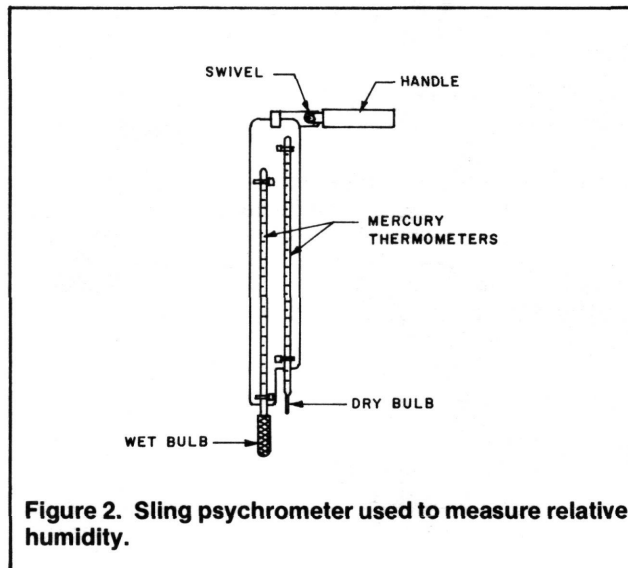 SWIVEL
HANDLE
MERCURY
THERMOMETERS
DRY BULB
WET BULB
Figure 2. Sling psychrometer used to measure relative
humidity.